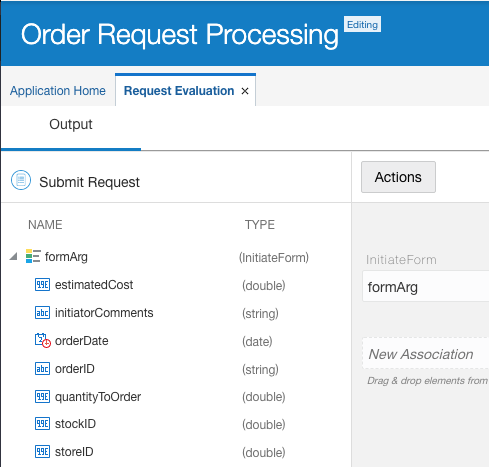 Order Request Processing Editing
Application Home Request Evaluation ×
Output
Submit Request
Actions
NAME TYPE
formArg (InitiateForm)
estimatedCost (double)
initiatorComments (string)
orderDate (date)
orderID (string)
quantityToOrder (double)
stockID (double)
storeID (double)
InitiateForm
formArg
New Association
Drag & drop elements from